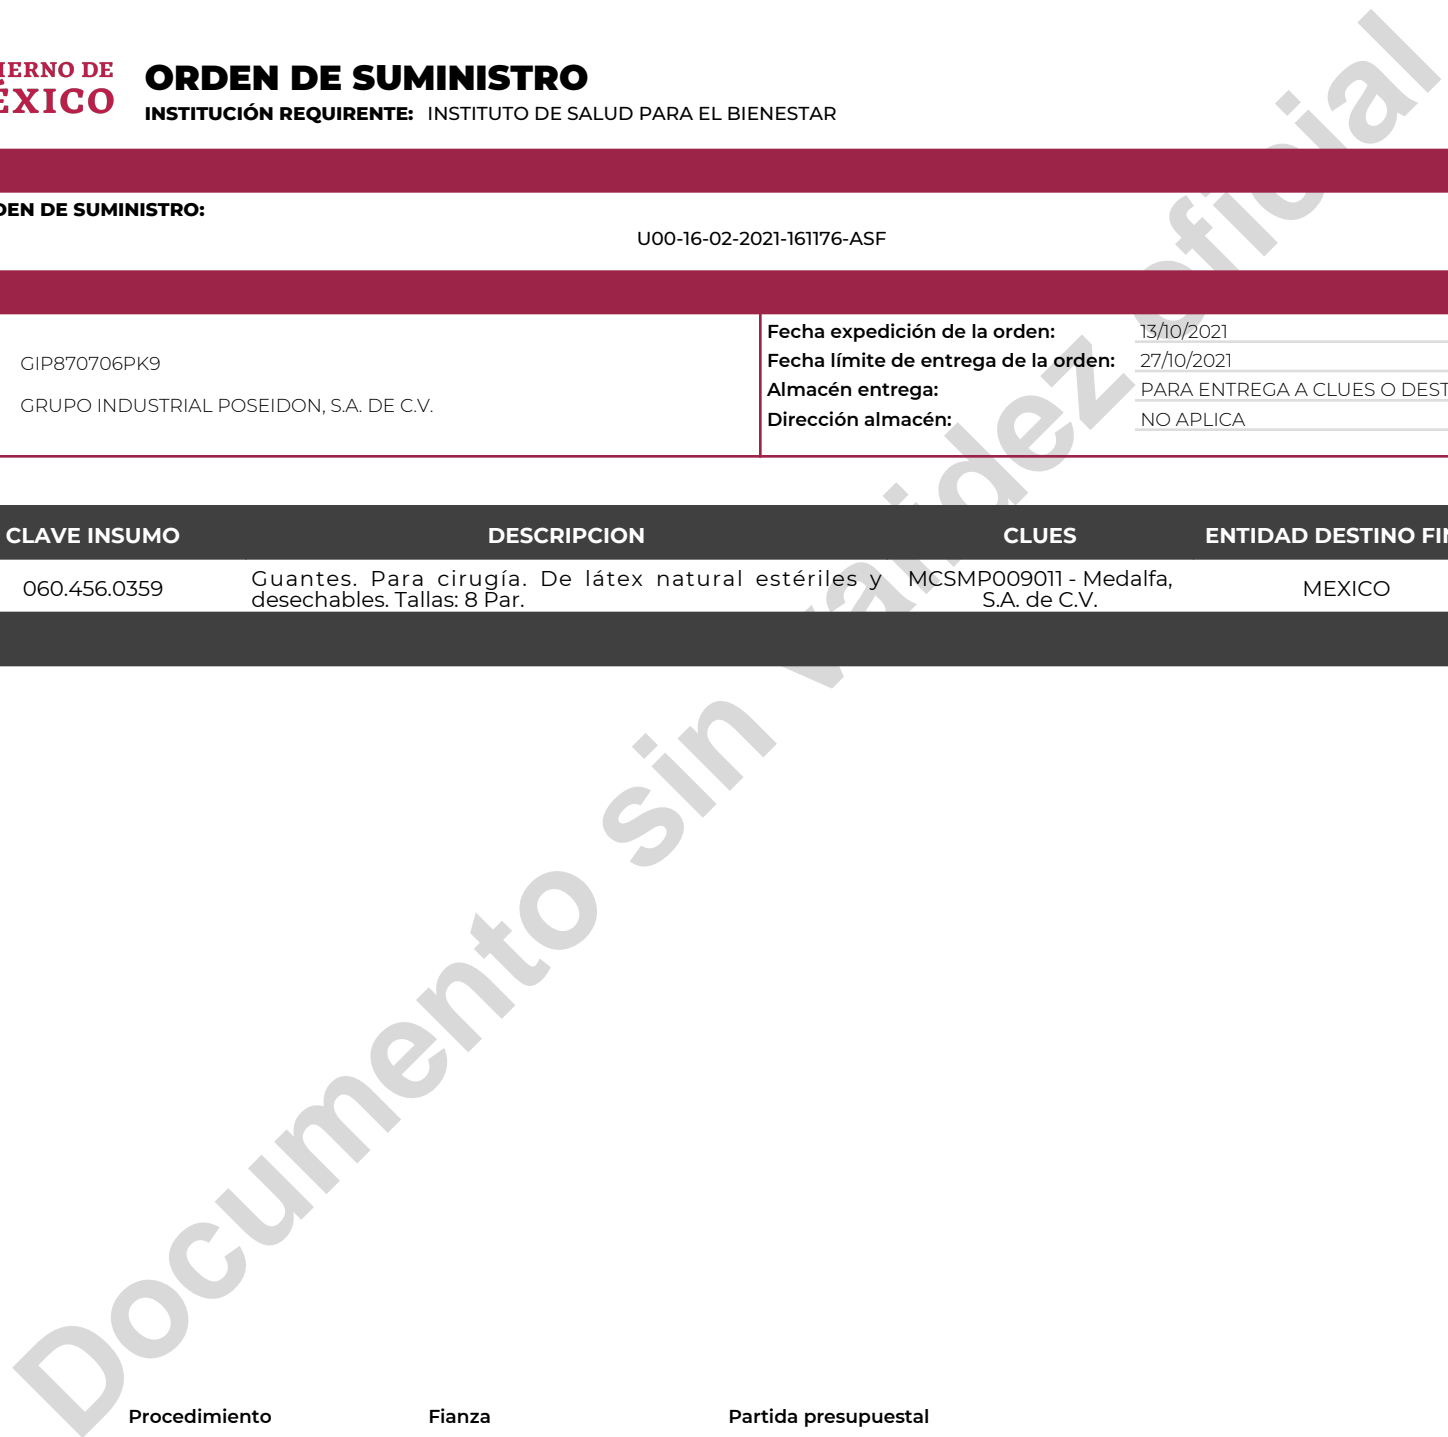 IERNO DE
ÉXICO
ORDEN DE SUMINISTRO
INSTITUCIÓN REQUIRENTE: INSTITUTO DE SALUD PARA EL BIENESTAR
DEN DE SUMINISTRO:
U00-16-02-2021-161176-ASF
GIP870706PK9
GRUPO INDUSTRIAL POSEIDON, S.A. DE C.V.
Fecha expedición de la orden: 13/10/2021
Fecha límite de entrega de la orden: 27/10/2021
Almacén entrega: PARA ENTREGA A CLUES O DEST
Dirección almacén: NO APLICA
CLAVE INSUMO DESCRIPCION CLUES ENTIDAD DESTINO FIN
060.456.0359
Guantes. Para cirugía. De látex natural estériles y
desechables. Tallas: 8 Par.
MCSMP009011 - Medalfa,
S.A. de C.V.
MEXICO
Documento sin validez oficial
Procedimiento Fianza Partida presupuestal